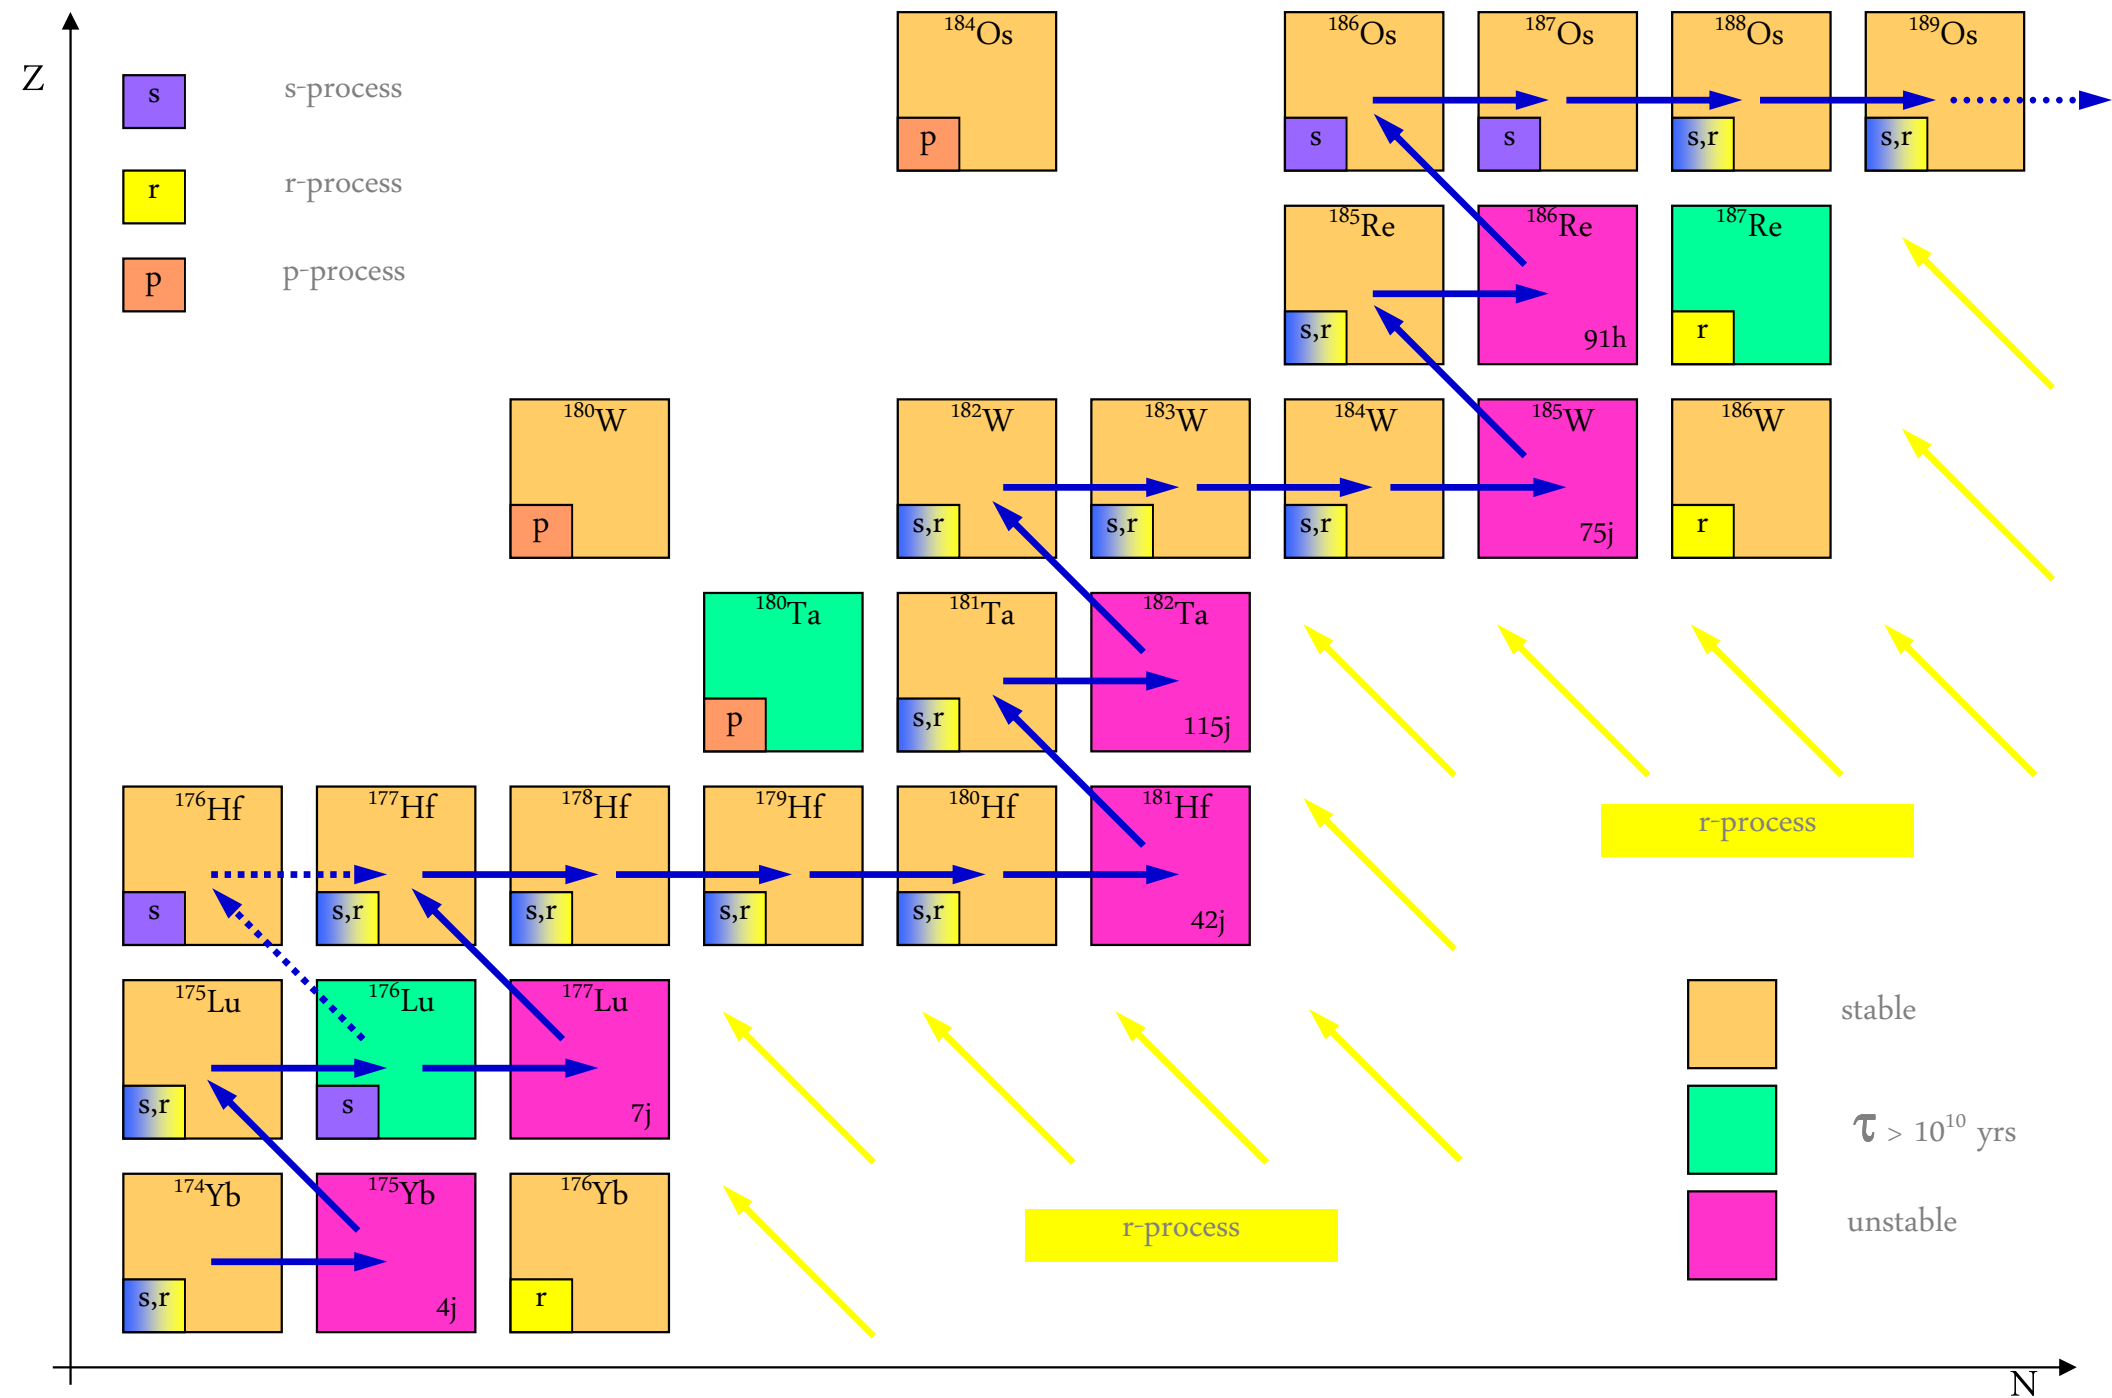 Z
s s-process
r r-process
p p-process
¹⁸⁴Os ¹⁸⁶Os ¹⁸⁷Os ¹⁸⁸Os ¹⁸⁹Os
p s s s,r s,r
¹⁸⁵Re ¹⁸⁶Re ¹⁸⁷Re
s,r 91h r
¹⁸⁰W ¹⁸²W ¹⁸³W ¹⁸⁴W ¹⁸⁵W ¹⁸⁶W
p s,r s,r s,r 75j r
¹⁸⁰Ta ¹⁸¹Ta ¹⁸²Ta
p s,r 115j
¹⁷⁶Hf ¹⁷⁷Hf ¹⁷⁸Hf ¹⁷⁹Hf ¹⁸⁰Hf ¹⁸¹Hf
s s,r s,r s,r s,r 42j
r-process
¹⁷⁵Lu ¹⁷⁶Lu ¹⁷⁷Lu
s,r s 7j
¹⁷⁴Yb ¹⁷⁵Yb ¹⁷⁶Yb
s,r 4j r
r-process
stable
τ > 10¹⁰ yrs
unstable
N